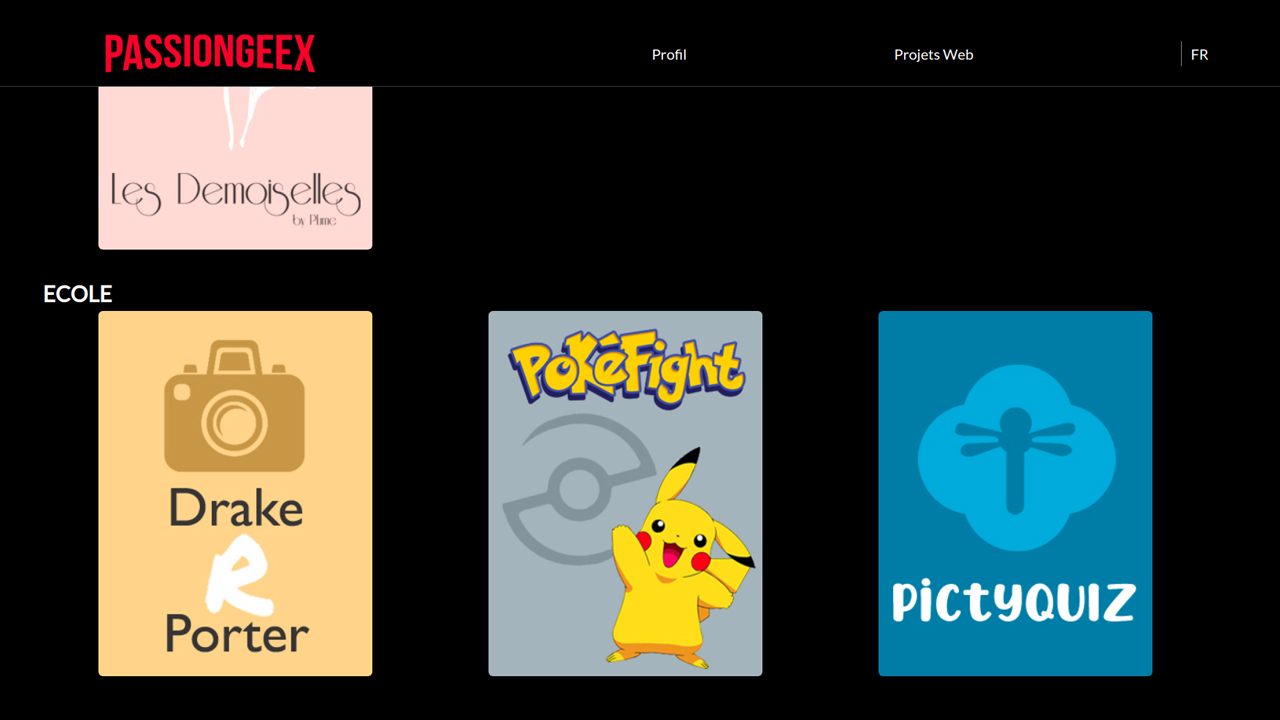 PASSIONGEEX
Profil
Projets Web
FR
Les Demoiselles
by Plume
ECOLE
Drake
R
Porter
PokéFight
PictyQUIZ